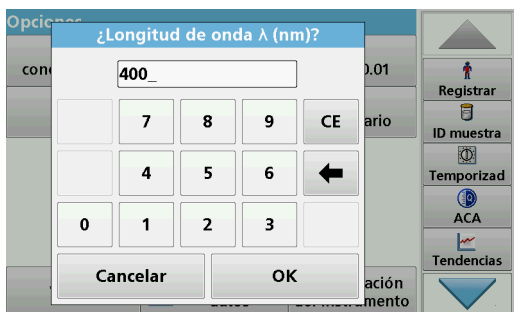 Opciones
¿Longitud de onda λ (nm)?
400_
0.01
7 8 9 CE
ario
4 5 6
0 1 2 3
Cancelar OK
ación
mento
Registrar
ID muestra
Temporizad
ACA
Tendencias